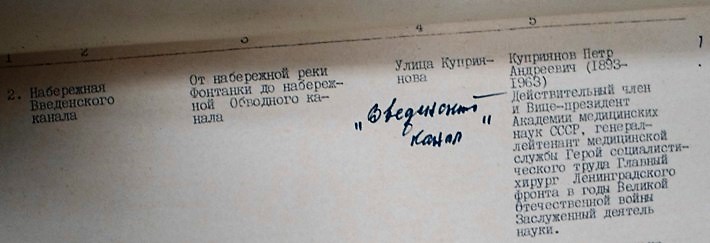 1 2 3 4 5
2. Набережная
Введенского
канала
От набережной реки
Фонтанки до набереж-
ной Обводного ка-
нала
Улица Куприя-
нова
"Введенский
канал"
Куприянов Петр
Андреевич (1893-
1963)
Действительный член
и Вице-президент
Академии медицинских
наук СССР, генерал-
лейтенант медицинской
службы Герой социалисти-
ческого труда Главный
хирург Ленинградского
фронта в годы Великой
Отечественной войны
Заслуженный деятель
науки.